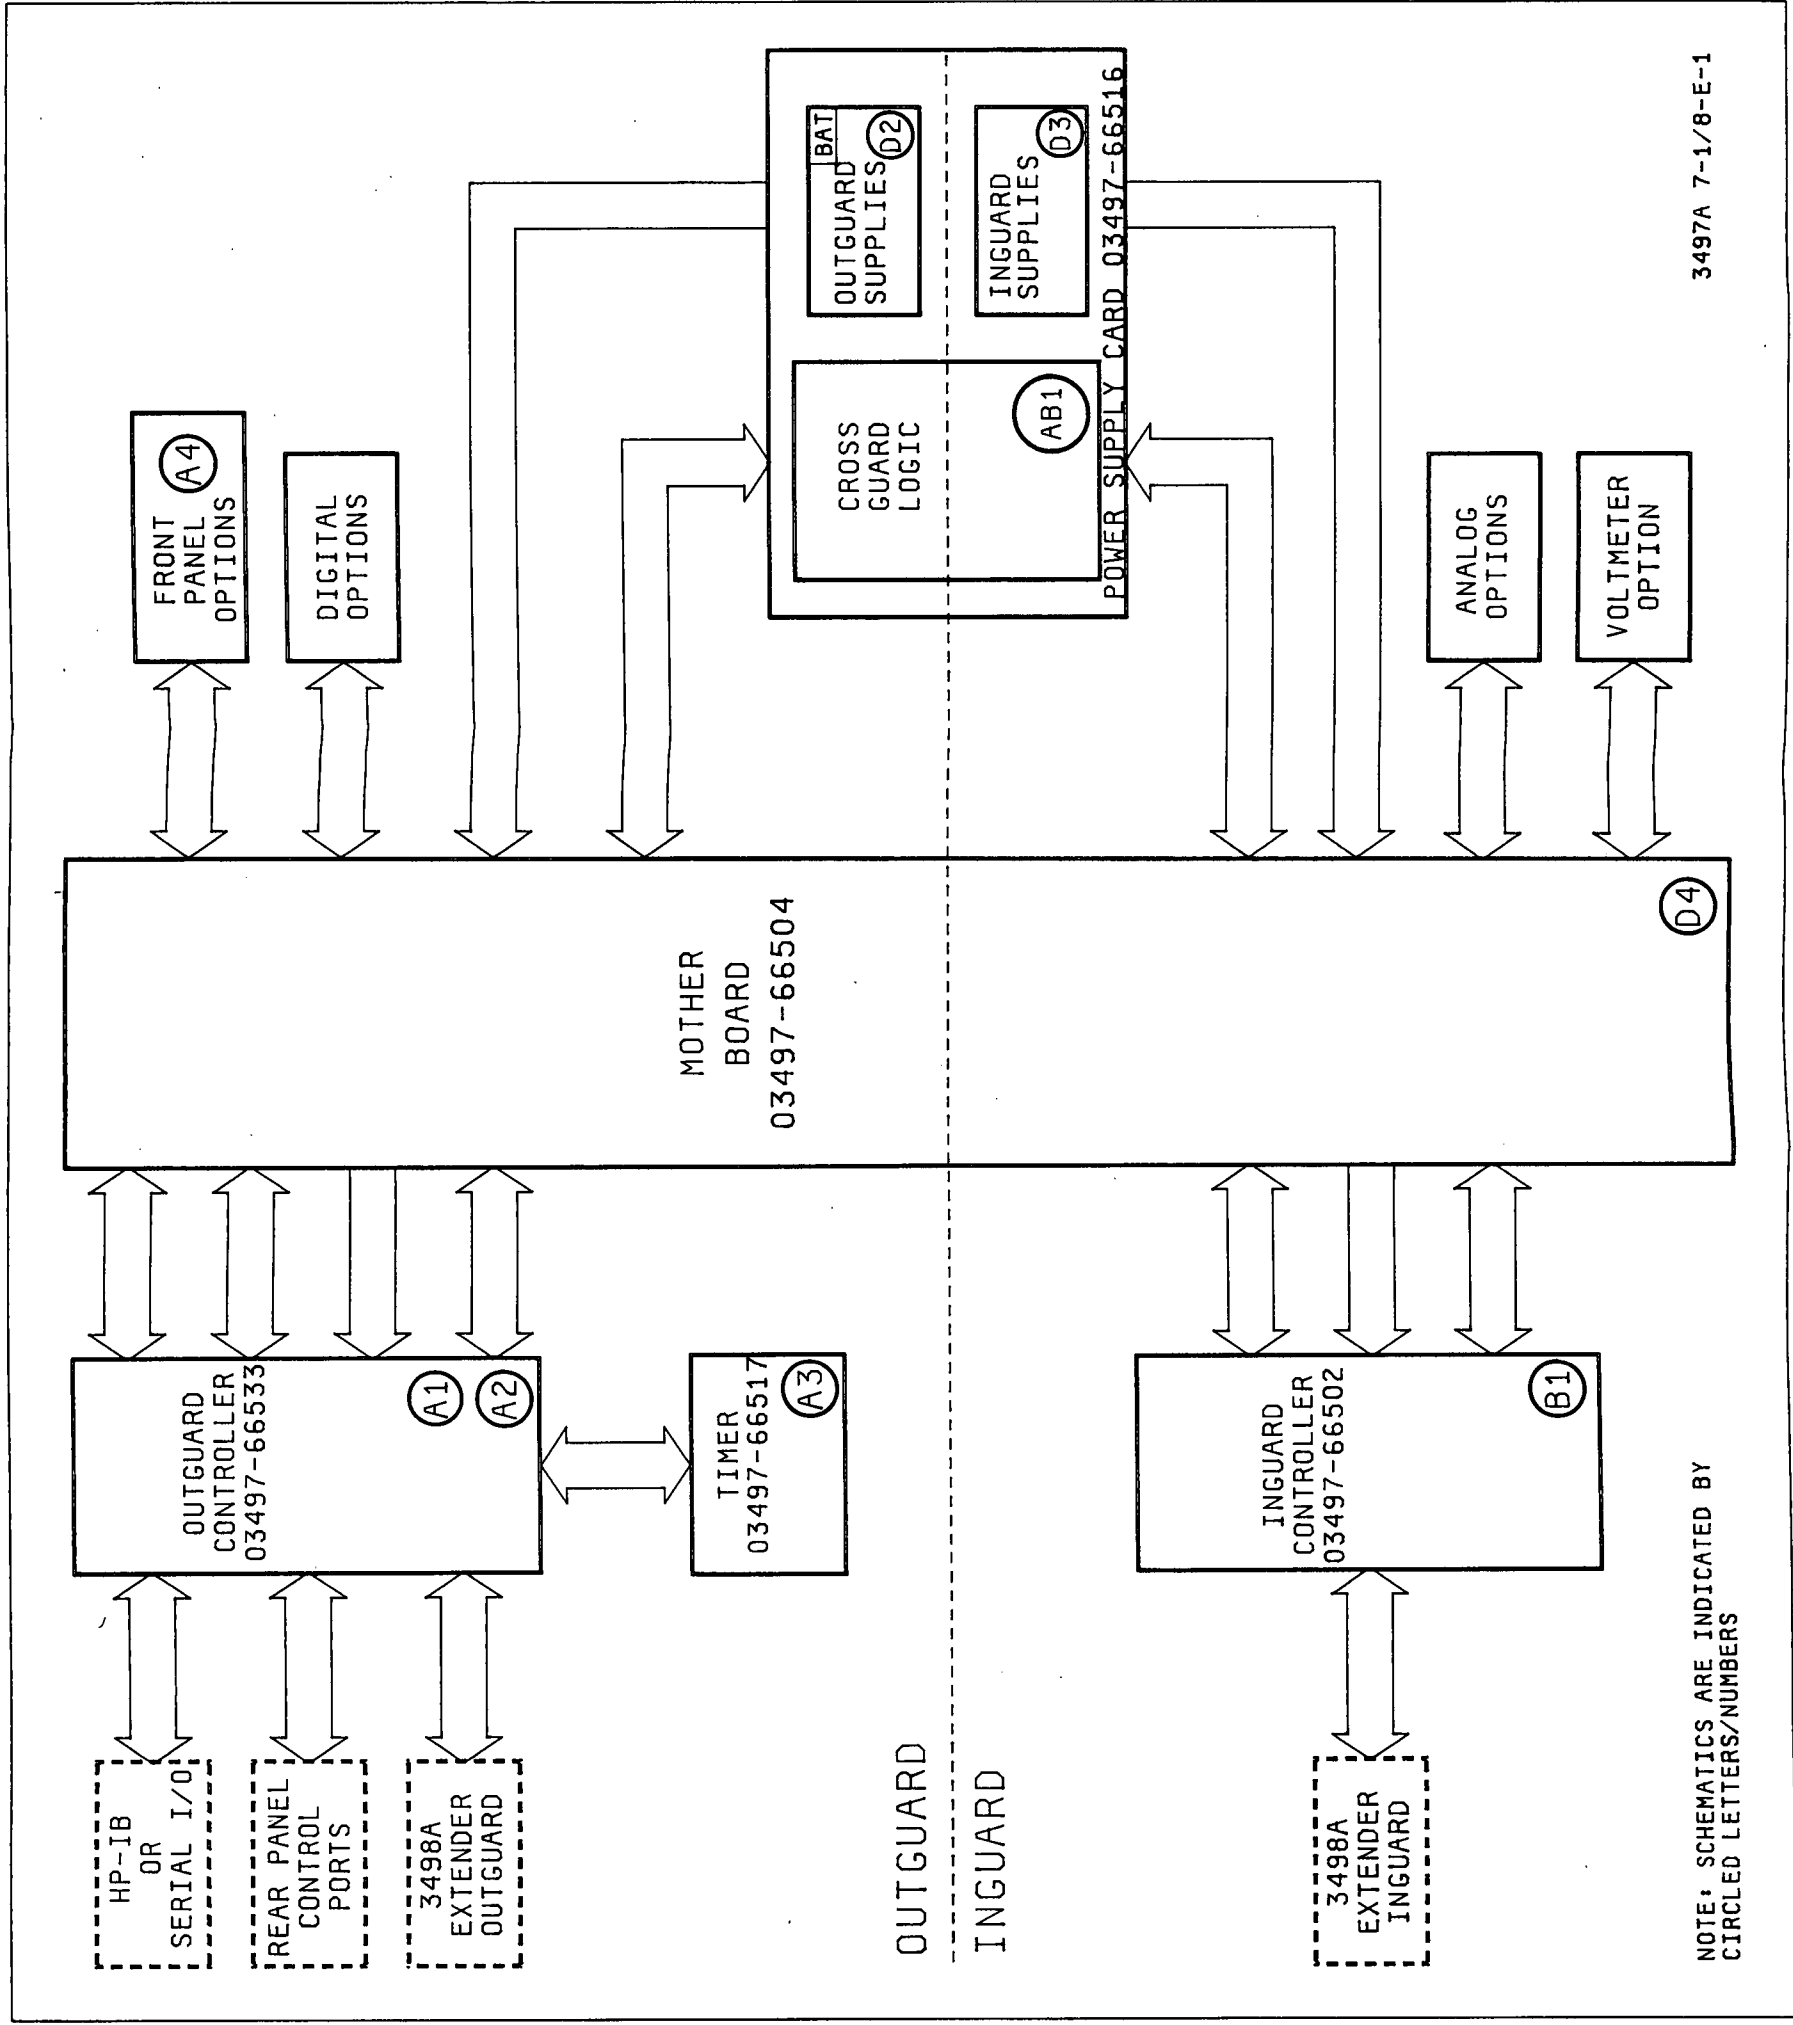 HP-IB
OR
SERIAL I/O
REAR PANEL
CONTROL
PORTS
3498A
EXTENDER
OUTGUARD
OUTGUARD
CONTROLLER
03497-66533
A1
A2
TIMER
03497-66517
A3
MOTHER
BOARD
03497-66504
D4
FRONT
PANEL
OPTIONS
A4
DIGITAL
OPTIONS
CROSS
GUARD
LOGIC
AB1
OUTGUARD
SUPPLIES
BAT
D2
INGUARD
SUPPLIES
D3
POWER SUPPLY CARD 03497-66516
OUTGUARD
INGUARD
3498A
EXTENDER
INGUARD
INGUARD
CONTROLLER
03497-66502
B1
ANALOG
OPTIONS
VOLTMETER
OPTION
NOTE: SCHEMATICS ARE INDICATED BY
CIRCLED LETTERS/NUMBERS
3497A 7-1/8-E-1